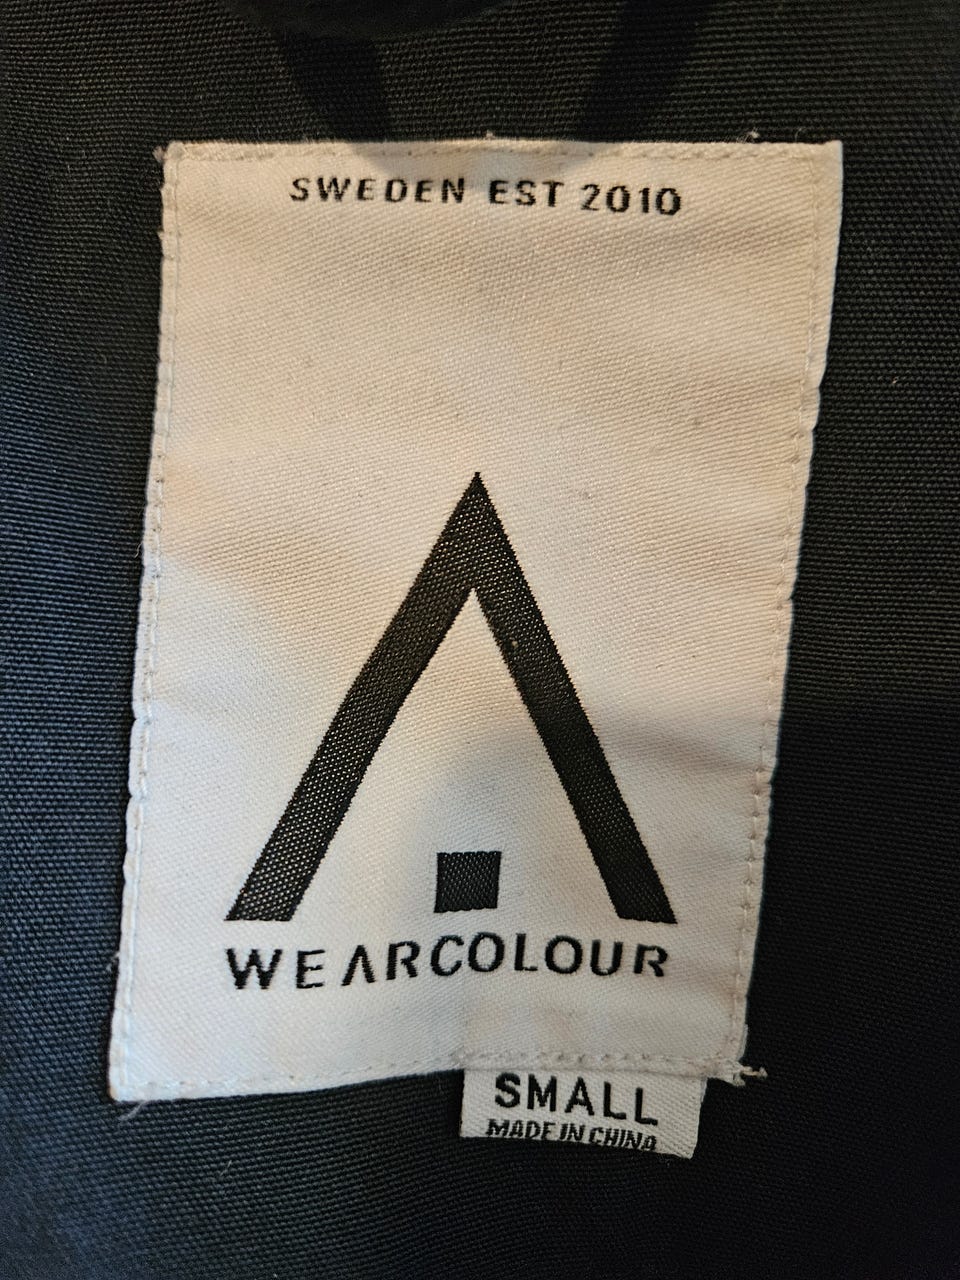 SWEDEN EST 2010
WEARCOLOUR
SMALL
MADE IN CHINA